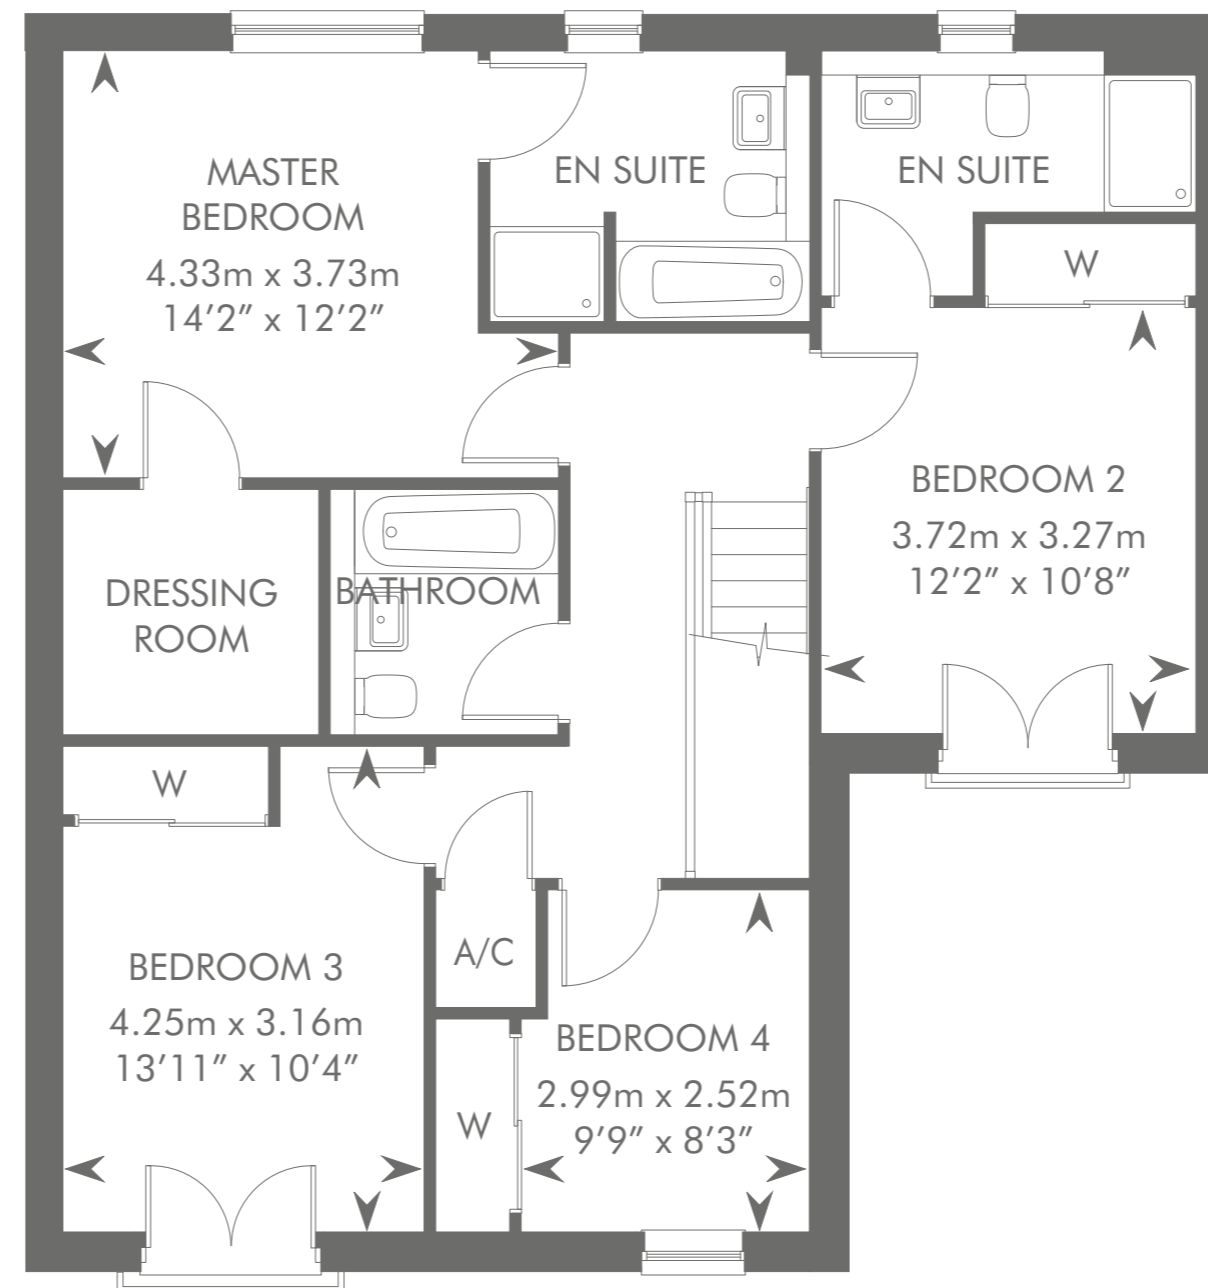 MASTER
BEDROOM
4.33m x 3.73m
14’2” x 12’2”
EN SUITE
EN SUITE
W
BEDROOM 2
3.72m x 3.27m
12’2” x 10’8”
DRESSING
ROOM
BATHROOM
W
BEDROOM 3
4.25m x 3.16m
13’11” x 10’4”
A/C
W
BEDROOM 4
2.99m x 2.52m
9’9” x 8’3”